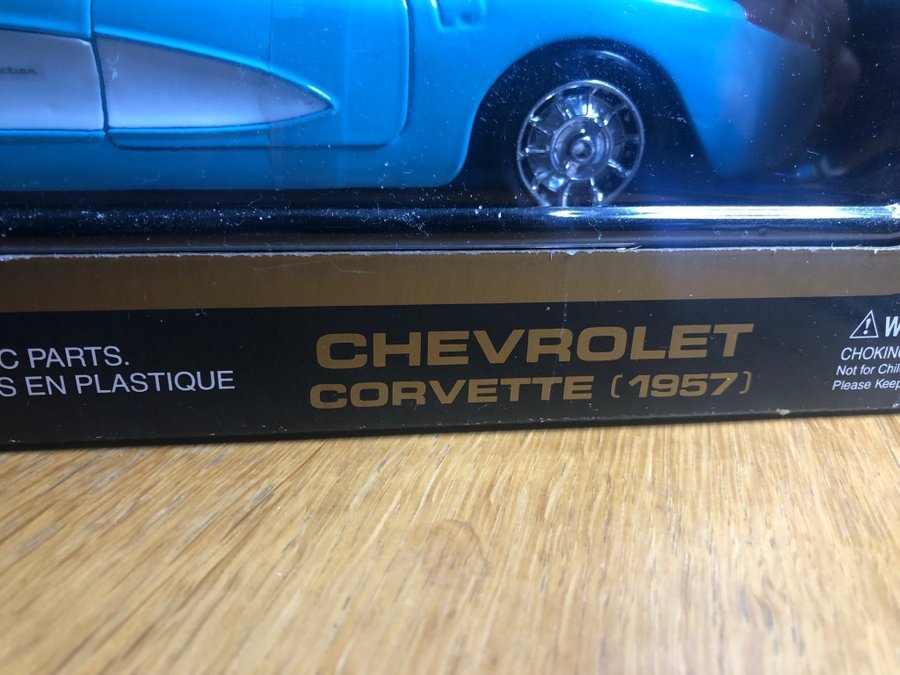 C PARTS.
S EN PLASTIQUE
CHEVROLET
CORVETTE (1957)
W
CHOKING
Not for Chil
Please Keep